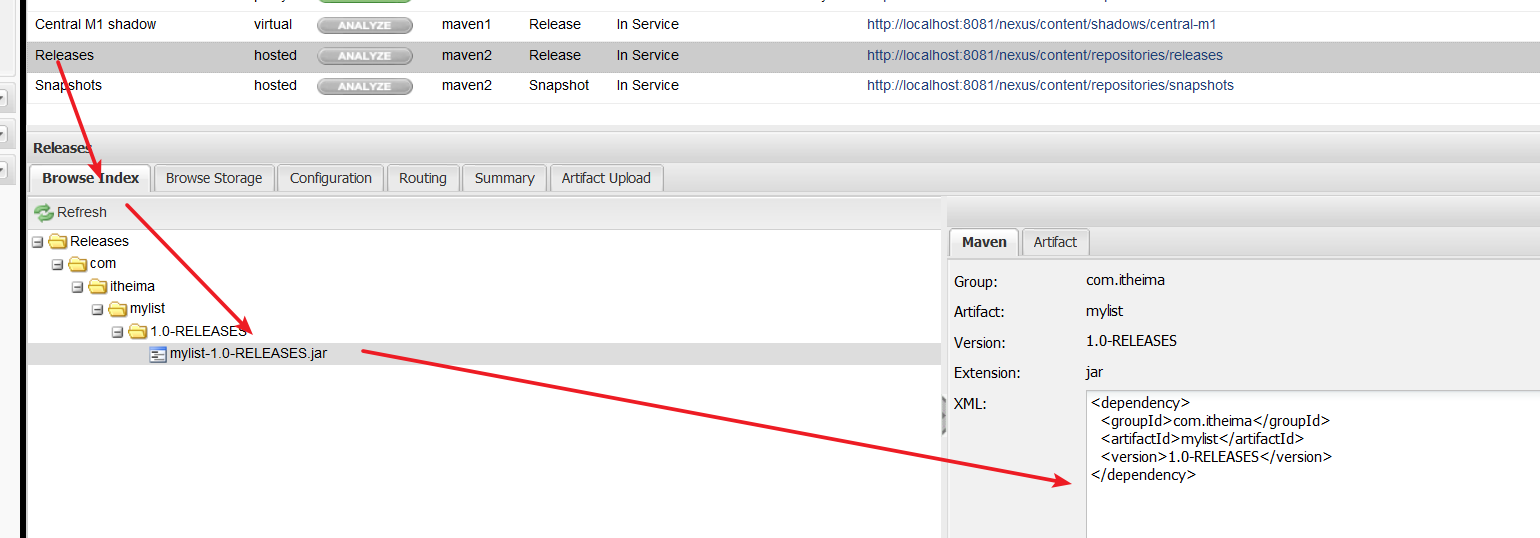 Central M1 shadow virtual ANALYZE maven1 Release In Service http://localhost:8081/nexus/content/shadows/central-m1
Releases hosted ANALYZE maven2 Release In Service http://localhost:8081/nexus/content/repositories/releases
Snapshots hosted ANALYZE maven2 Snapshot In Service http://localhost:8081/nexus/content/repositories/snapshots
Releases
Browse Index Browse Storage Configuration Routing Summary Artifact Upload
Refresh
Releases
com
itheima
mylist
1.0-RELEASES
mylist-1.0-RELEASES.jar
Maven Artifact
Group: com.itheima
Artifact: mylist
Version: 1.0-RELEASES
Extension: jar
XML: <dependency>
<groupId>com.itheima</groupId>
<artifactId>mylist</artifactId>
<version>1.0-RELEASES</version>
</dependency>